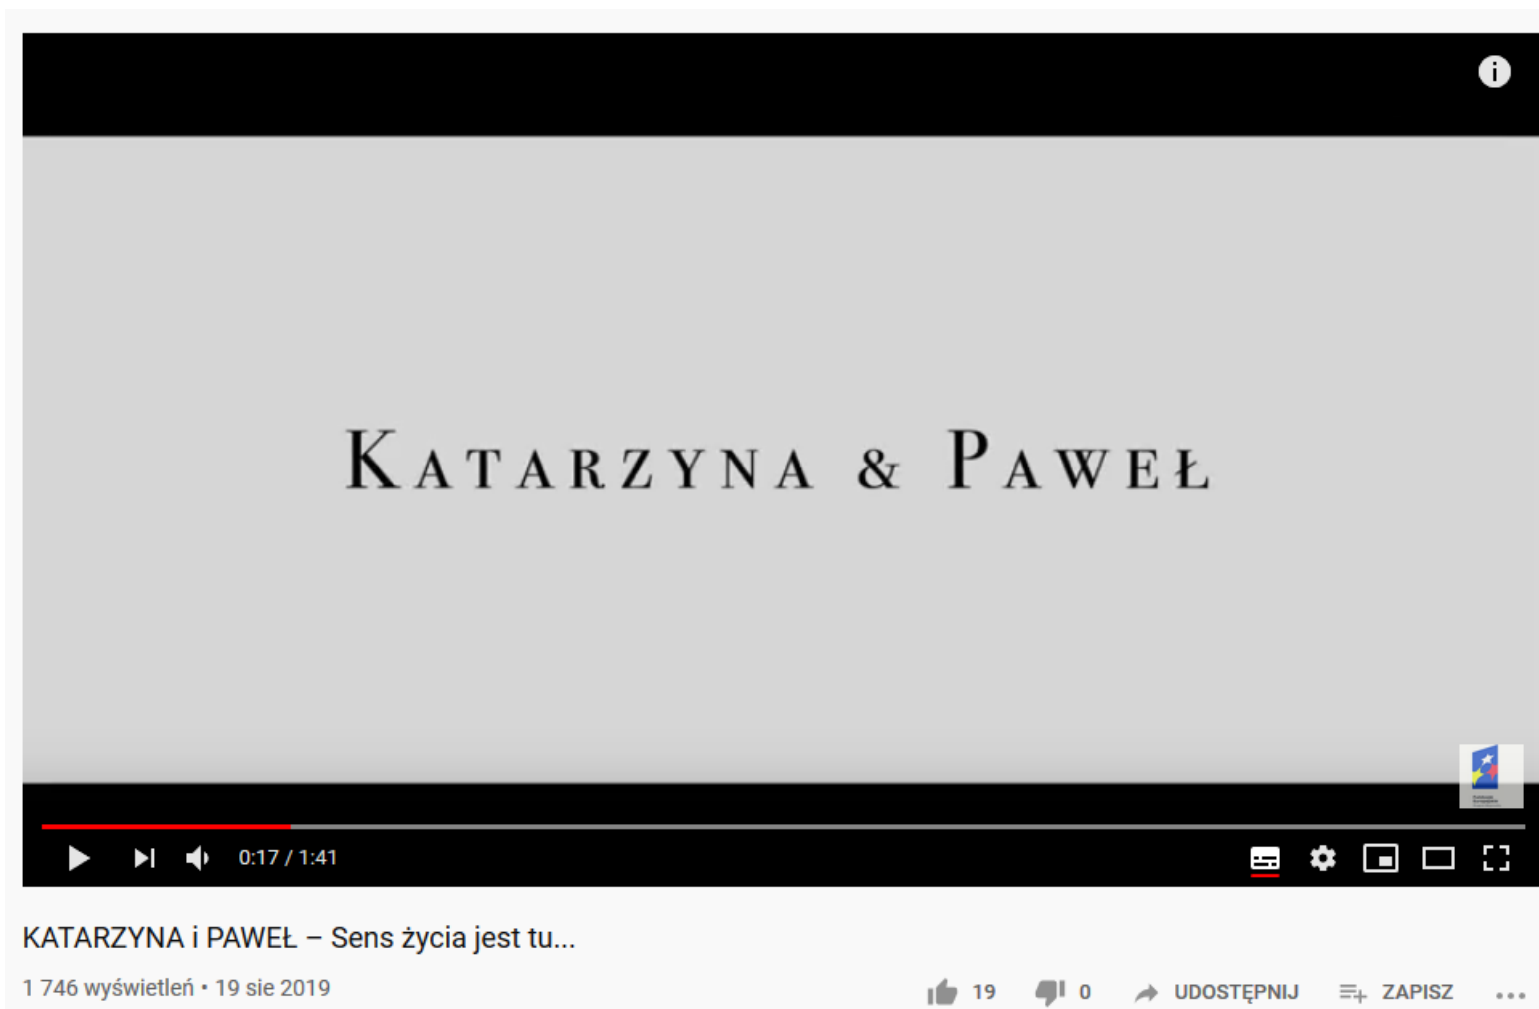 i
KATARZYNA & PAWEŁ
0:17 / 1:41
KATARZYNA i PAWEŁ – Sens życia jest tu...
1 746 wyświetleń • 19 sie 2019
19 0 UDOSTĘPNIJ ZAPISZ ...